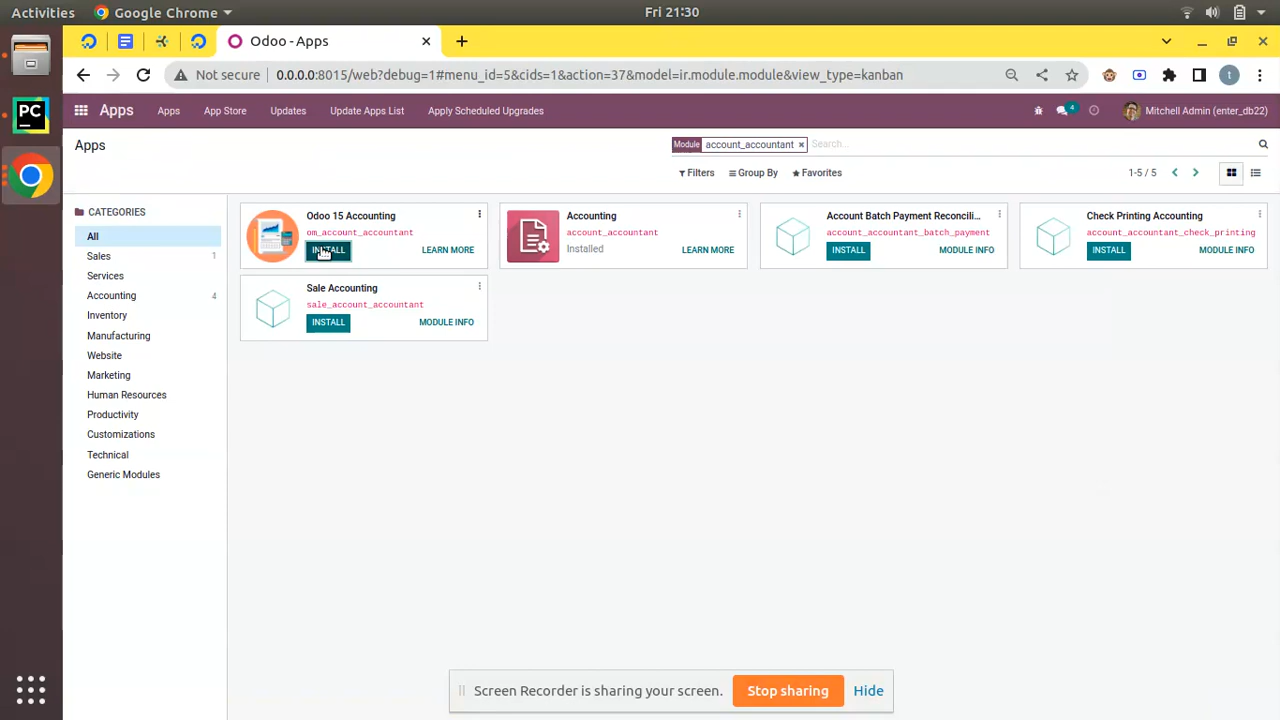 Activities
Google Chrome
Fri 21:30
Odoo - Apps
Not secure
0.0.0.0:8015/web?debug=1#menu_id=5&cids=1&action=37&model=ir.module.module&view_type=kanban
t
PC
Apps
Apps
App Store
Updates
Update Apps List
Apply Scheduled Upgrades
4
Mitchell Admin (enter_db22)
Apps
Module
account_accountant
Search...
Filters
Group By
Favorites
1-5 / 5
CATEGORIES
All
Sales 1
Services
Accounting 4
Inventory
Manufacturing
Website
Marketing
Human Resources
Productivity
Customizations
Technical
Generic Modules
Odoo 15 Accounting
om_account_accountant
INSTALL
LEARN MORE
Accounting
account_accountant
Installed
LEARN MORE
Account Batch Payment Reconcili...
account_accountant_batch_payment
INSTALL
MODULE INFO
Check Printing Accounting
account_accountant_check_printing
INSTALL
MODULE INFO
Sale Accounting
sale_account_accountant
INSTALL
MODULE INFO
Screen Recorder is sharing your screen.
Stop sharing
Hide